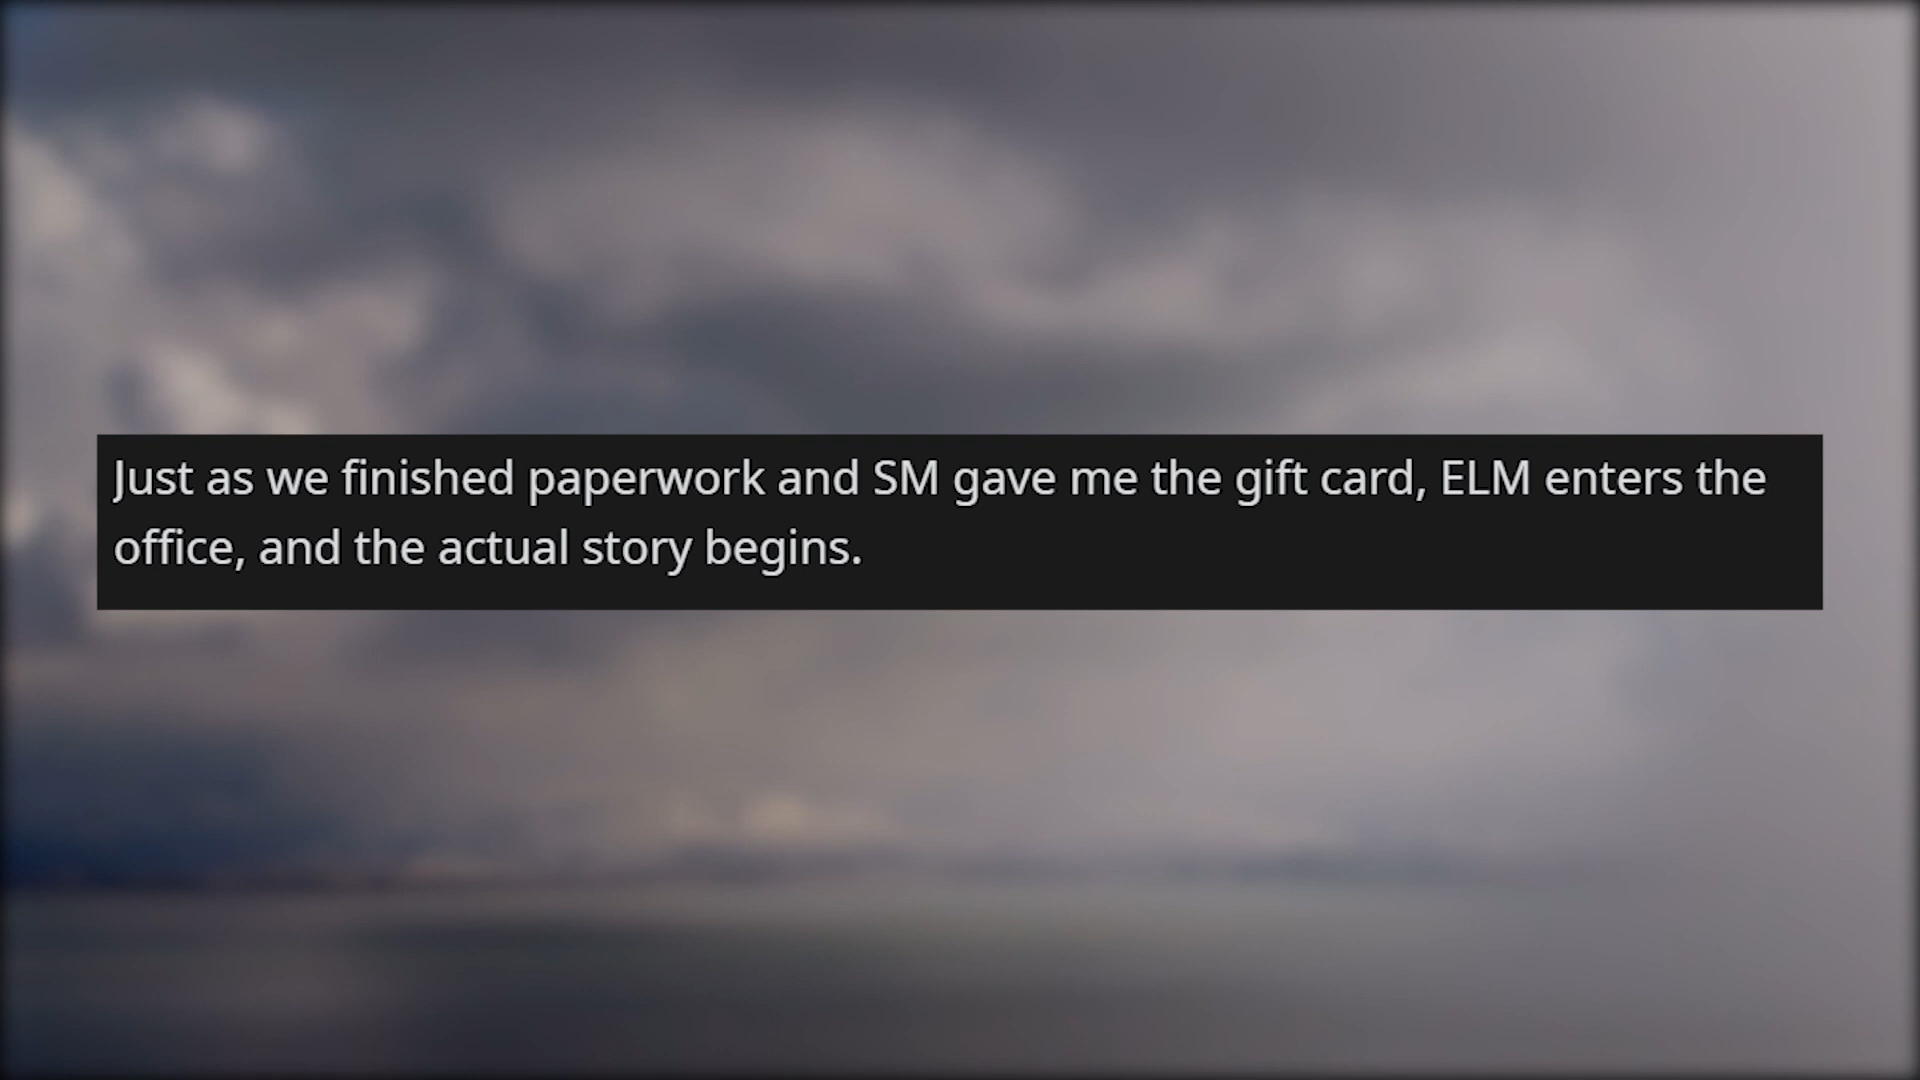 Just as we finished paperwork and SM gave me the gift card, ELM enters the
office, and the actual story begins.